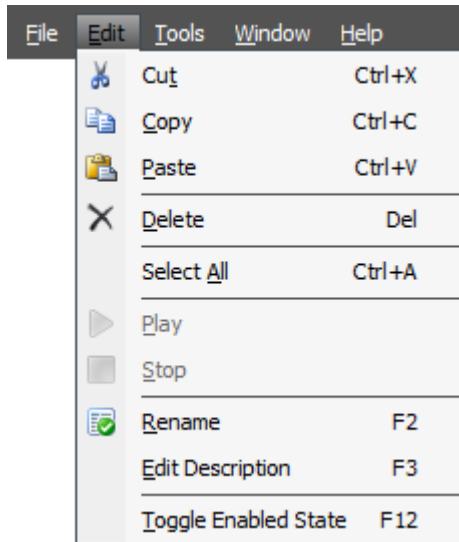 File Edit Tools Window Help
Cut Ctrl+X
Copy Ctrl+C
Paste Ctrl+V
Delete Del
Select All Ctrl+A
Play
Stop
Rename F2
Edit Description F3
Toggle Enabled State F12